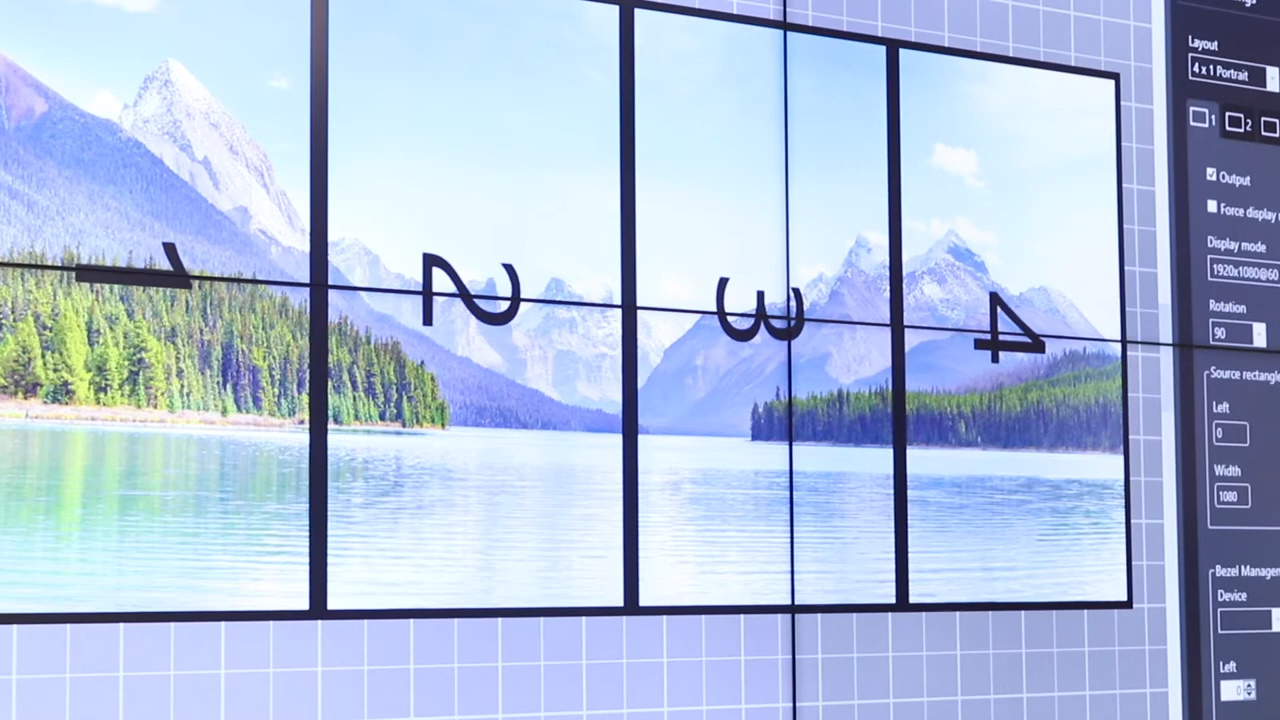 1
2
3
4
Layout
4 x 1 Portrait
1
2
Output
Force display
Display mode
1920x1080@60
Rotation
90
Source rectangle
Left
0
Width
1080
Bezel
Device
Left
0